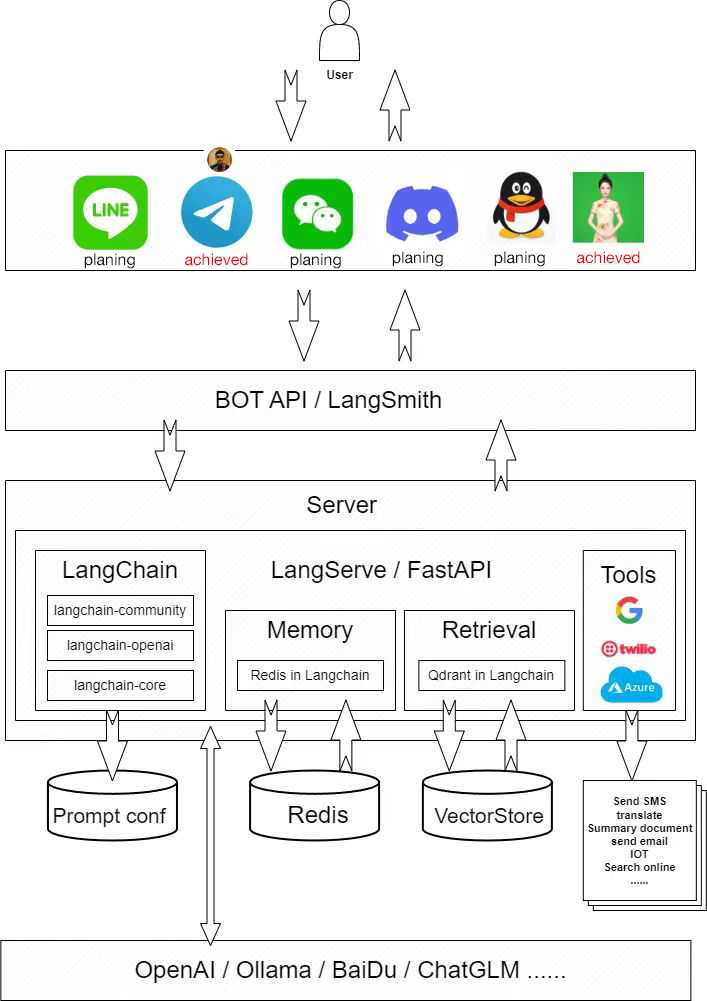 User
LINE
planing
achieved
planing
planing
planing
achieved
BOT API / LangSmith
Server
LangChain
langchain-community
langchain-openai
langchain-core
LangServe / FastAPI
Memory
Redis in Langchain
Retrieval
Qdrant in Langchain
Tools
G
twilio
Azure
Prompt conf
Redis
VectorStore
Send SMS
translate
Summary document
send email
IOT
Search online
......
OpenAI / Ollama / BaiDu / ChatGLM ......